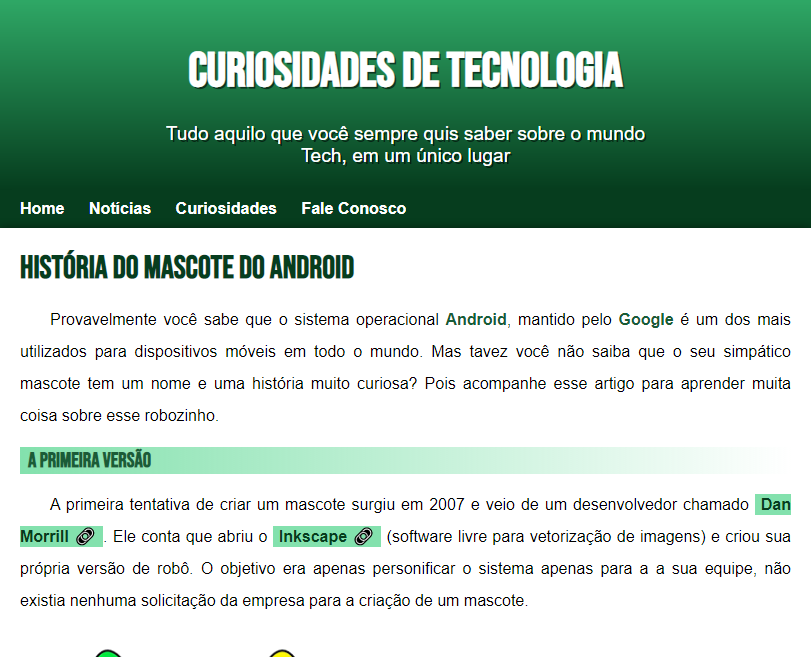 CURIOSIDADES DE TECNOLOGIA
Tudo aquilo que você sempre quis saber sobre o mundo
Tech, em um único lugar
Home Notícias Curiosidades Fale Conosco
HISTÓRIA DO MASCOTE DO ANDROID
Provavelmente você sabe que o sistema operacional Android, mantido pelo Google é um dos mais
utilizados para dispositivos móveis em todo o mundo. Mas tavez você não saiba que o seu simpático
mascote tem um nome e uma história muito curiosa? Pois acompanhe esse artigo para aprender muita
coisa sobre esse robozinho.
A PRIMEIRA VERSÃO
A primeira tentativa de criar um mascote surgiu em 2007 e veio de um desenvolvedor chamado Dan
Morrill. Ele conta que abriu o Inkscape (software livre para vetorização de imagens) e criou sua
própria versão de robô. O objetivo era apenas personificar o sistema apenas para a a sua equipe, não
existia nenhuma solicitação da empresa para a criação de um mascote.